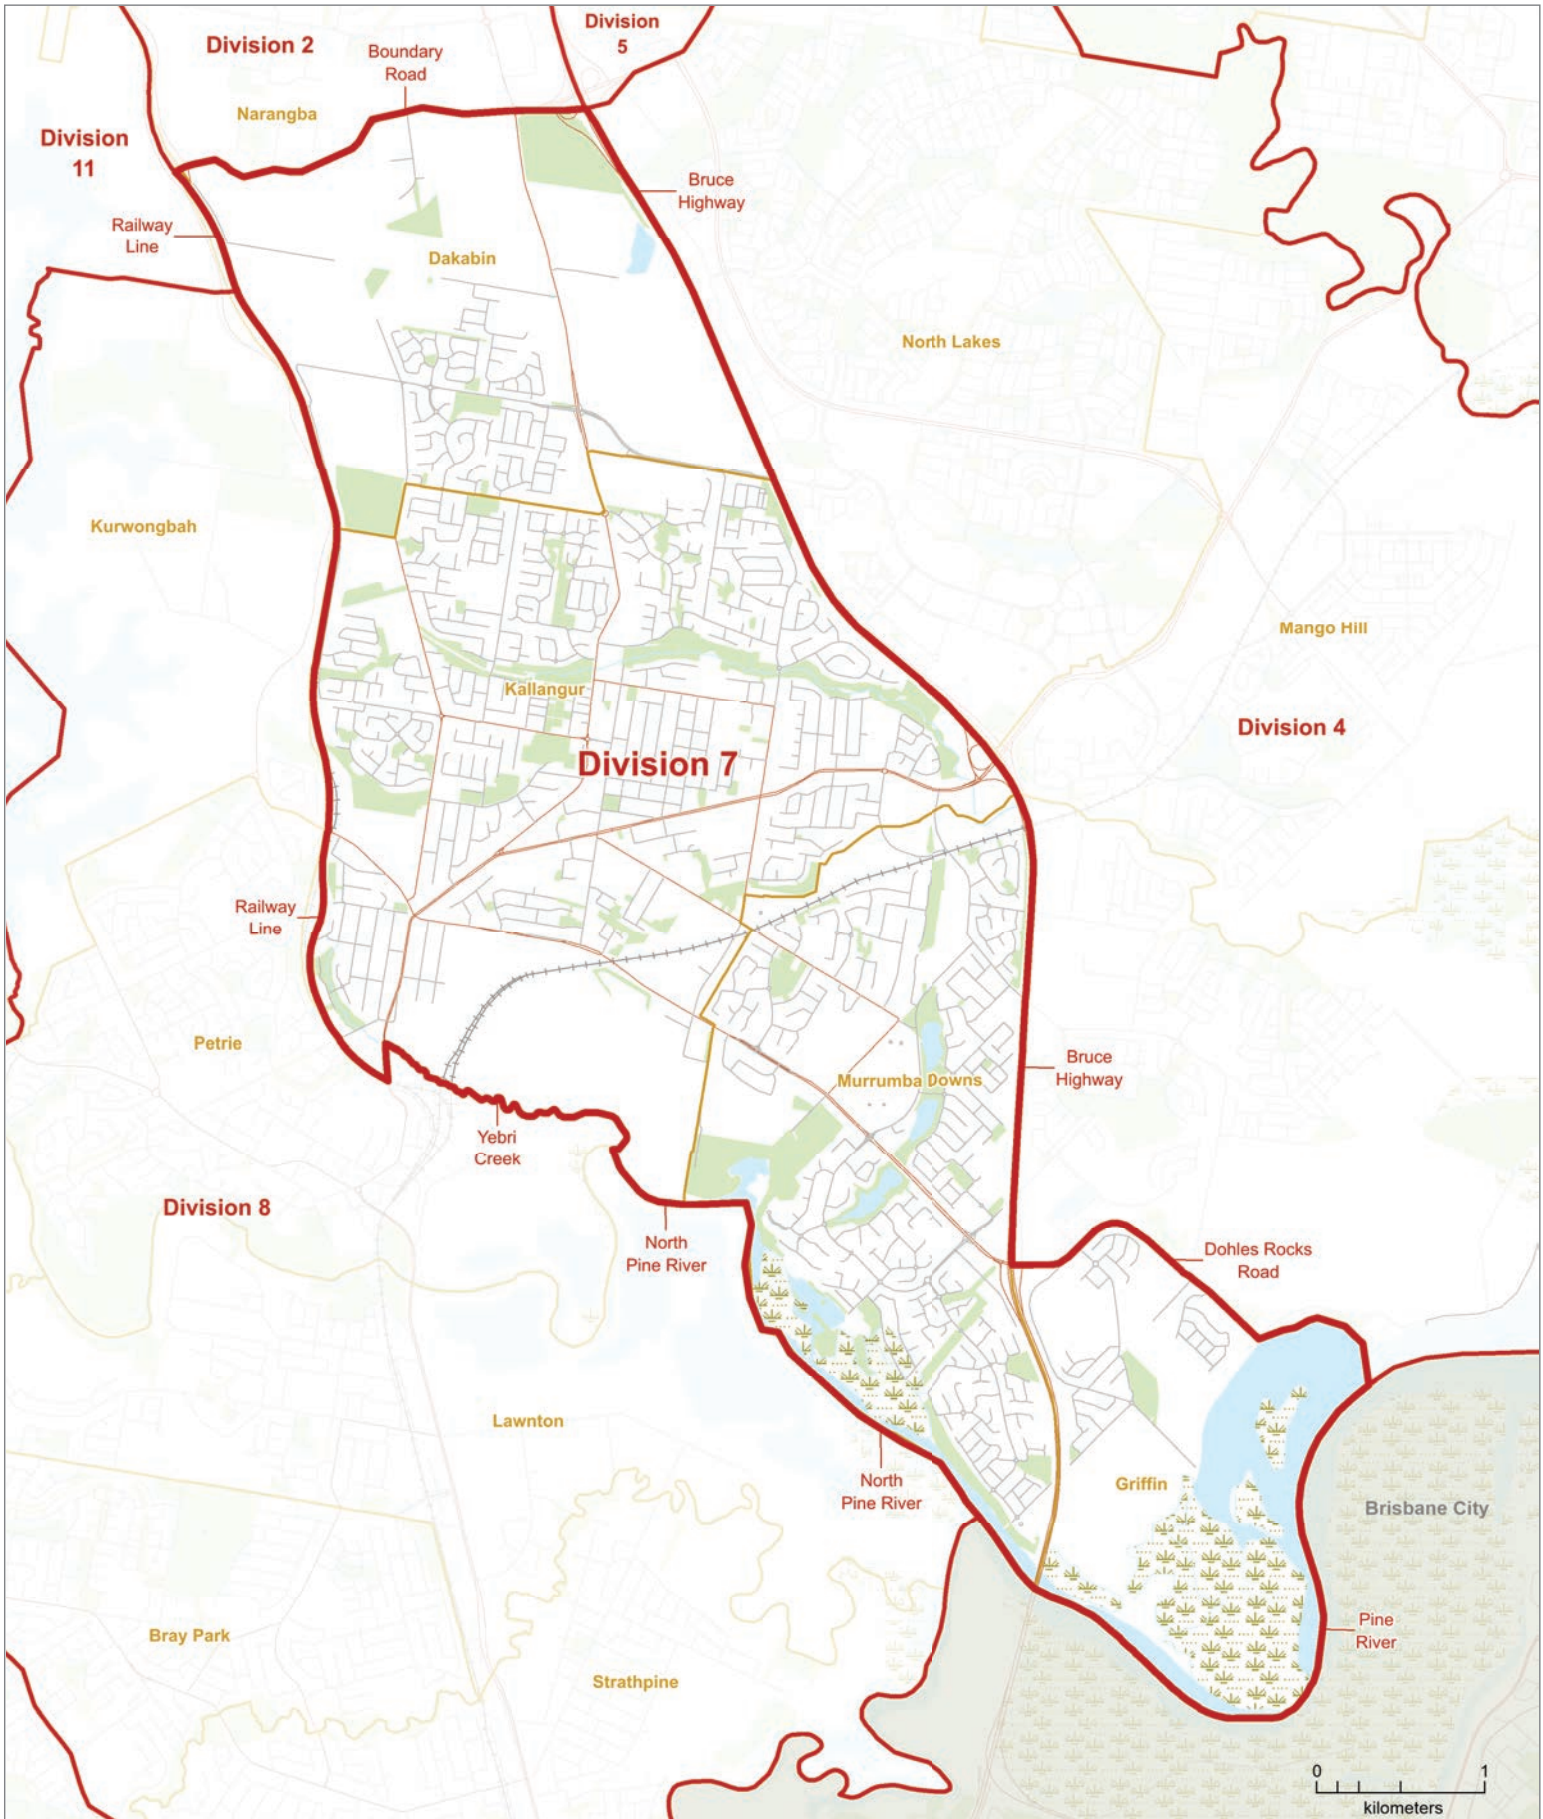 Division
5
Division 2
Boundary
Road
Narangba
Division
11
Bruce
Highway
Railway
Line
Dakabin
North Lakes
Kurwongbah
Mango Hill
Kallangur
Division 4
Division 7
Railway
Line
Petrie
Bruce
Highway
Murrumba Downs
Yebri
Creek
Division 8
North
Pine River
Dohles Rocks
Road
Lawnton
North
Pine River
Griffin
Brisbane City
Bray Park
Pine
River
Strathpine
0 1
kilometers